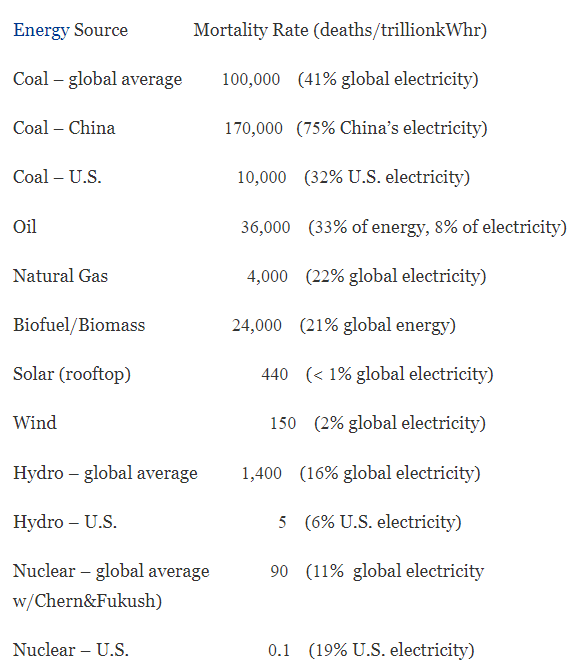 Energy Source Mortality Rate (deaths/trillionkWhr)
Coal – global average 100,000 (41% global electricity)
Coal – China 170,000 (75% China’s electricity)
Coal – U.S. 10,000 (32% U.S. electricity)
Oil 36,000 (33% of energy, 8% of electricity)
Natural Gas 4,000 (22% global electricity)
Biofuel/Biomass 24,000 (21% global energy)
Solar (rooftop) 440 (< 1% global electricity)
Wind 150 (2% global electricity)
Hydro – global average 1,400 (16% global electricity)
Hydro – U.S. 5 (6% U.S. electricity)
Nuclear – global average 90 (11% global electricity
w/Chern&Fukush)
Nuclear – U.S. 0.1 (19% U.S. electricity)